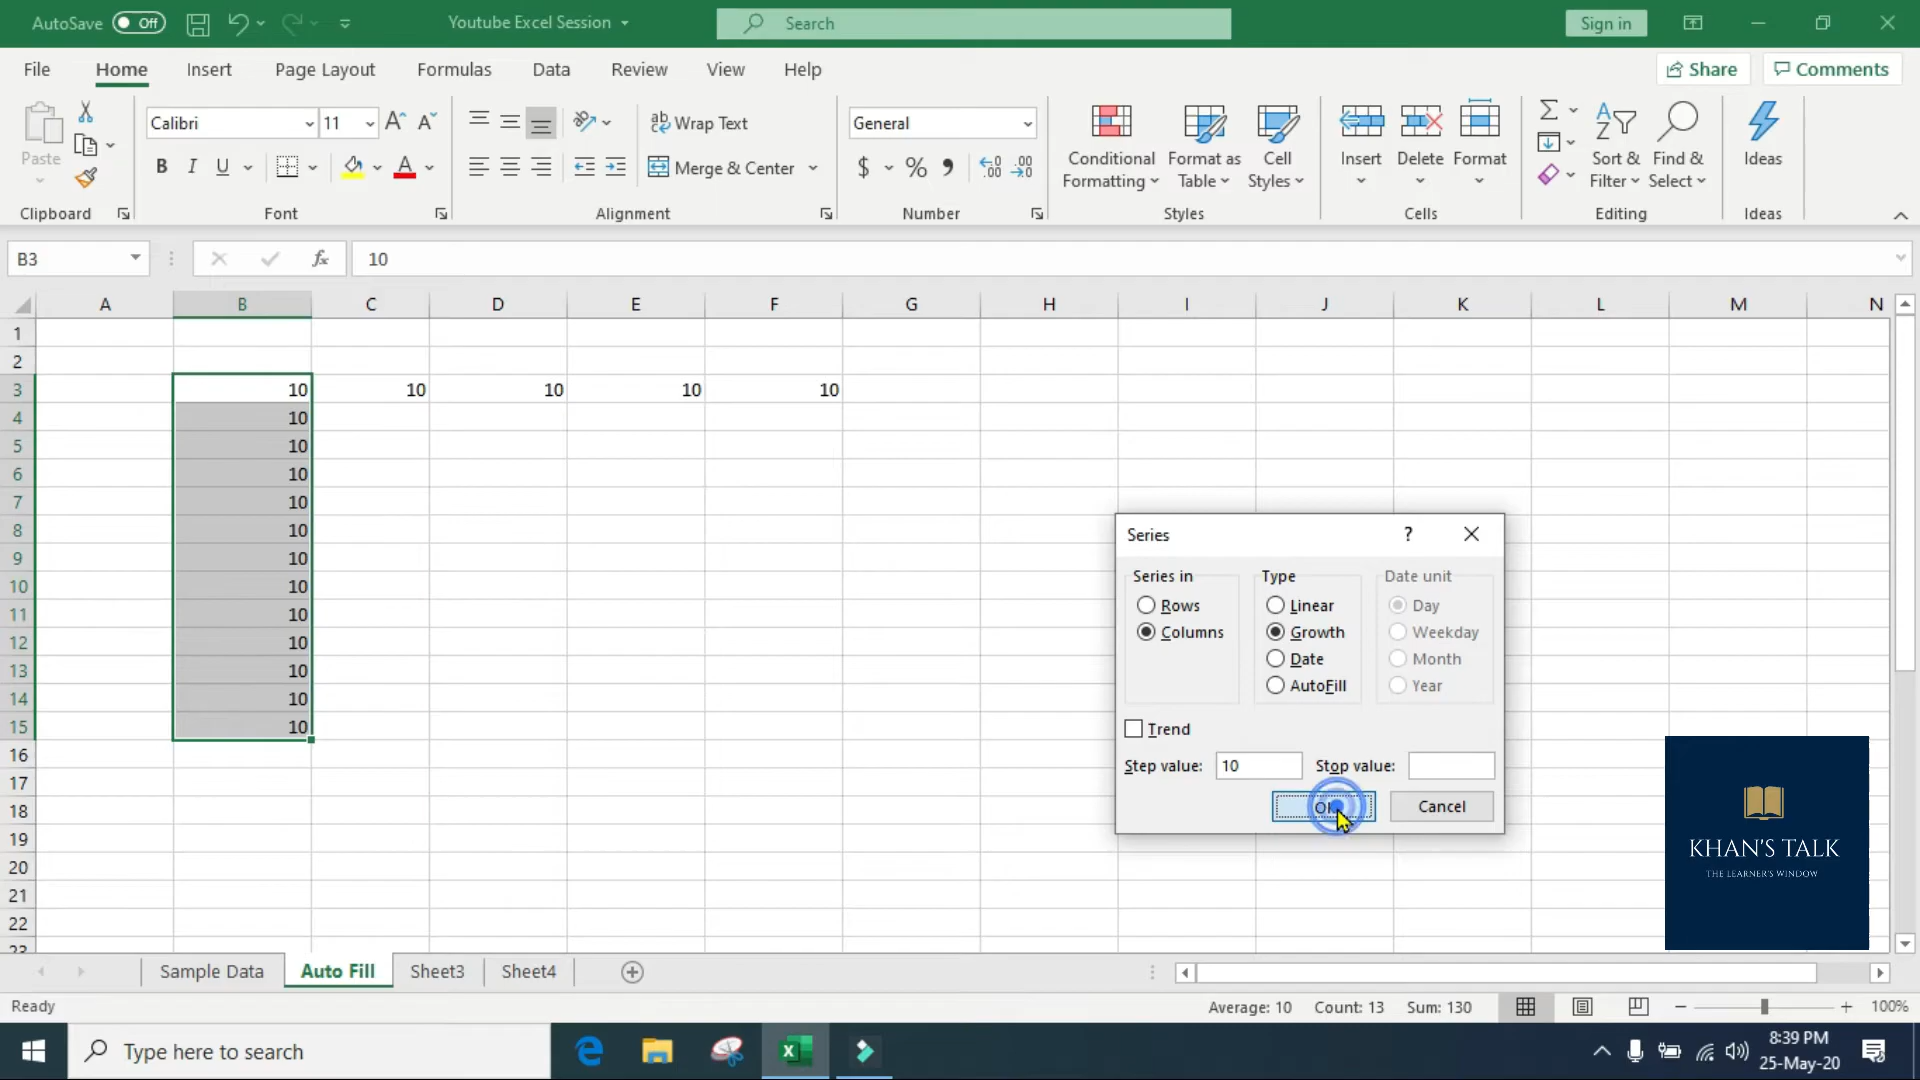 AutoSave Off Youtube Excel Session Search Sign in
File Home Insert Page Layout Formulas Data Review View Help Share Comments
Paste Calibri 11 A A ab Wrap Text General
B I U A Merge & Center $ % 9 .00 .00
Conditional Formatting Format as Table Cell Styles Insert Delete Format Sort & Filter Find & Select Ideas
Clipboard Font Alignment Number Styles Cells Editing Ideas
B3 fx 10
A B C D E F G H I J K L M N
1
2
3 10 10 10 10 10
4 10
5 10
6 10
7 10
8 10
9 10
10 10
11 10
12 10
13 10
14 10
15 10
16
17
18
19
20
21
22
23
Series ?
Series in Type Date unit
Rows Linear Day
Columns Growth Weekday
Date Month
AutoFill Year
Trend
Step value: 10 Stop value:
Cancel
KHAN'S TALK
THE LEARNER'S WINDOW
Sample Data Auto Fill Sheet3 Sheet4
Ready Average: 10 Count: 13 Sum: 130 100%
Type here to search 8:39 PM
25-May-20